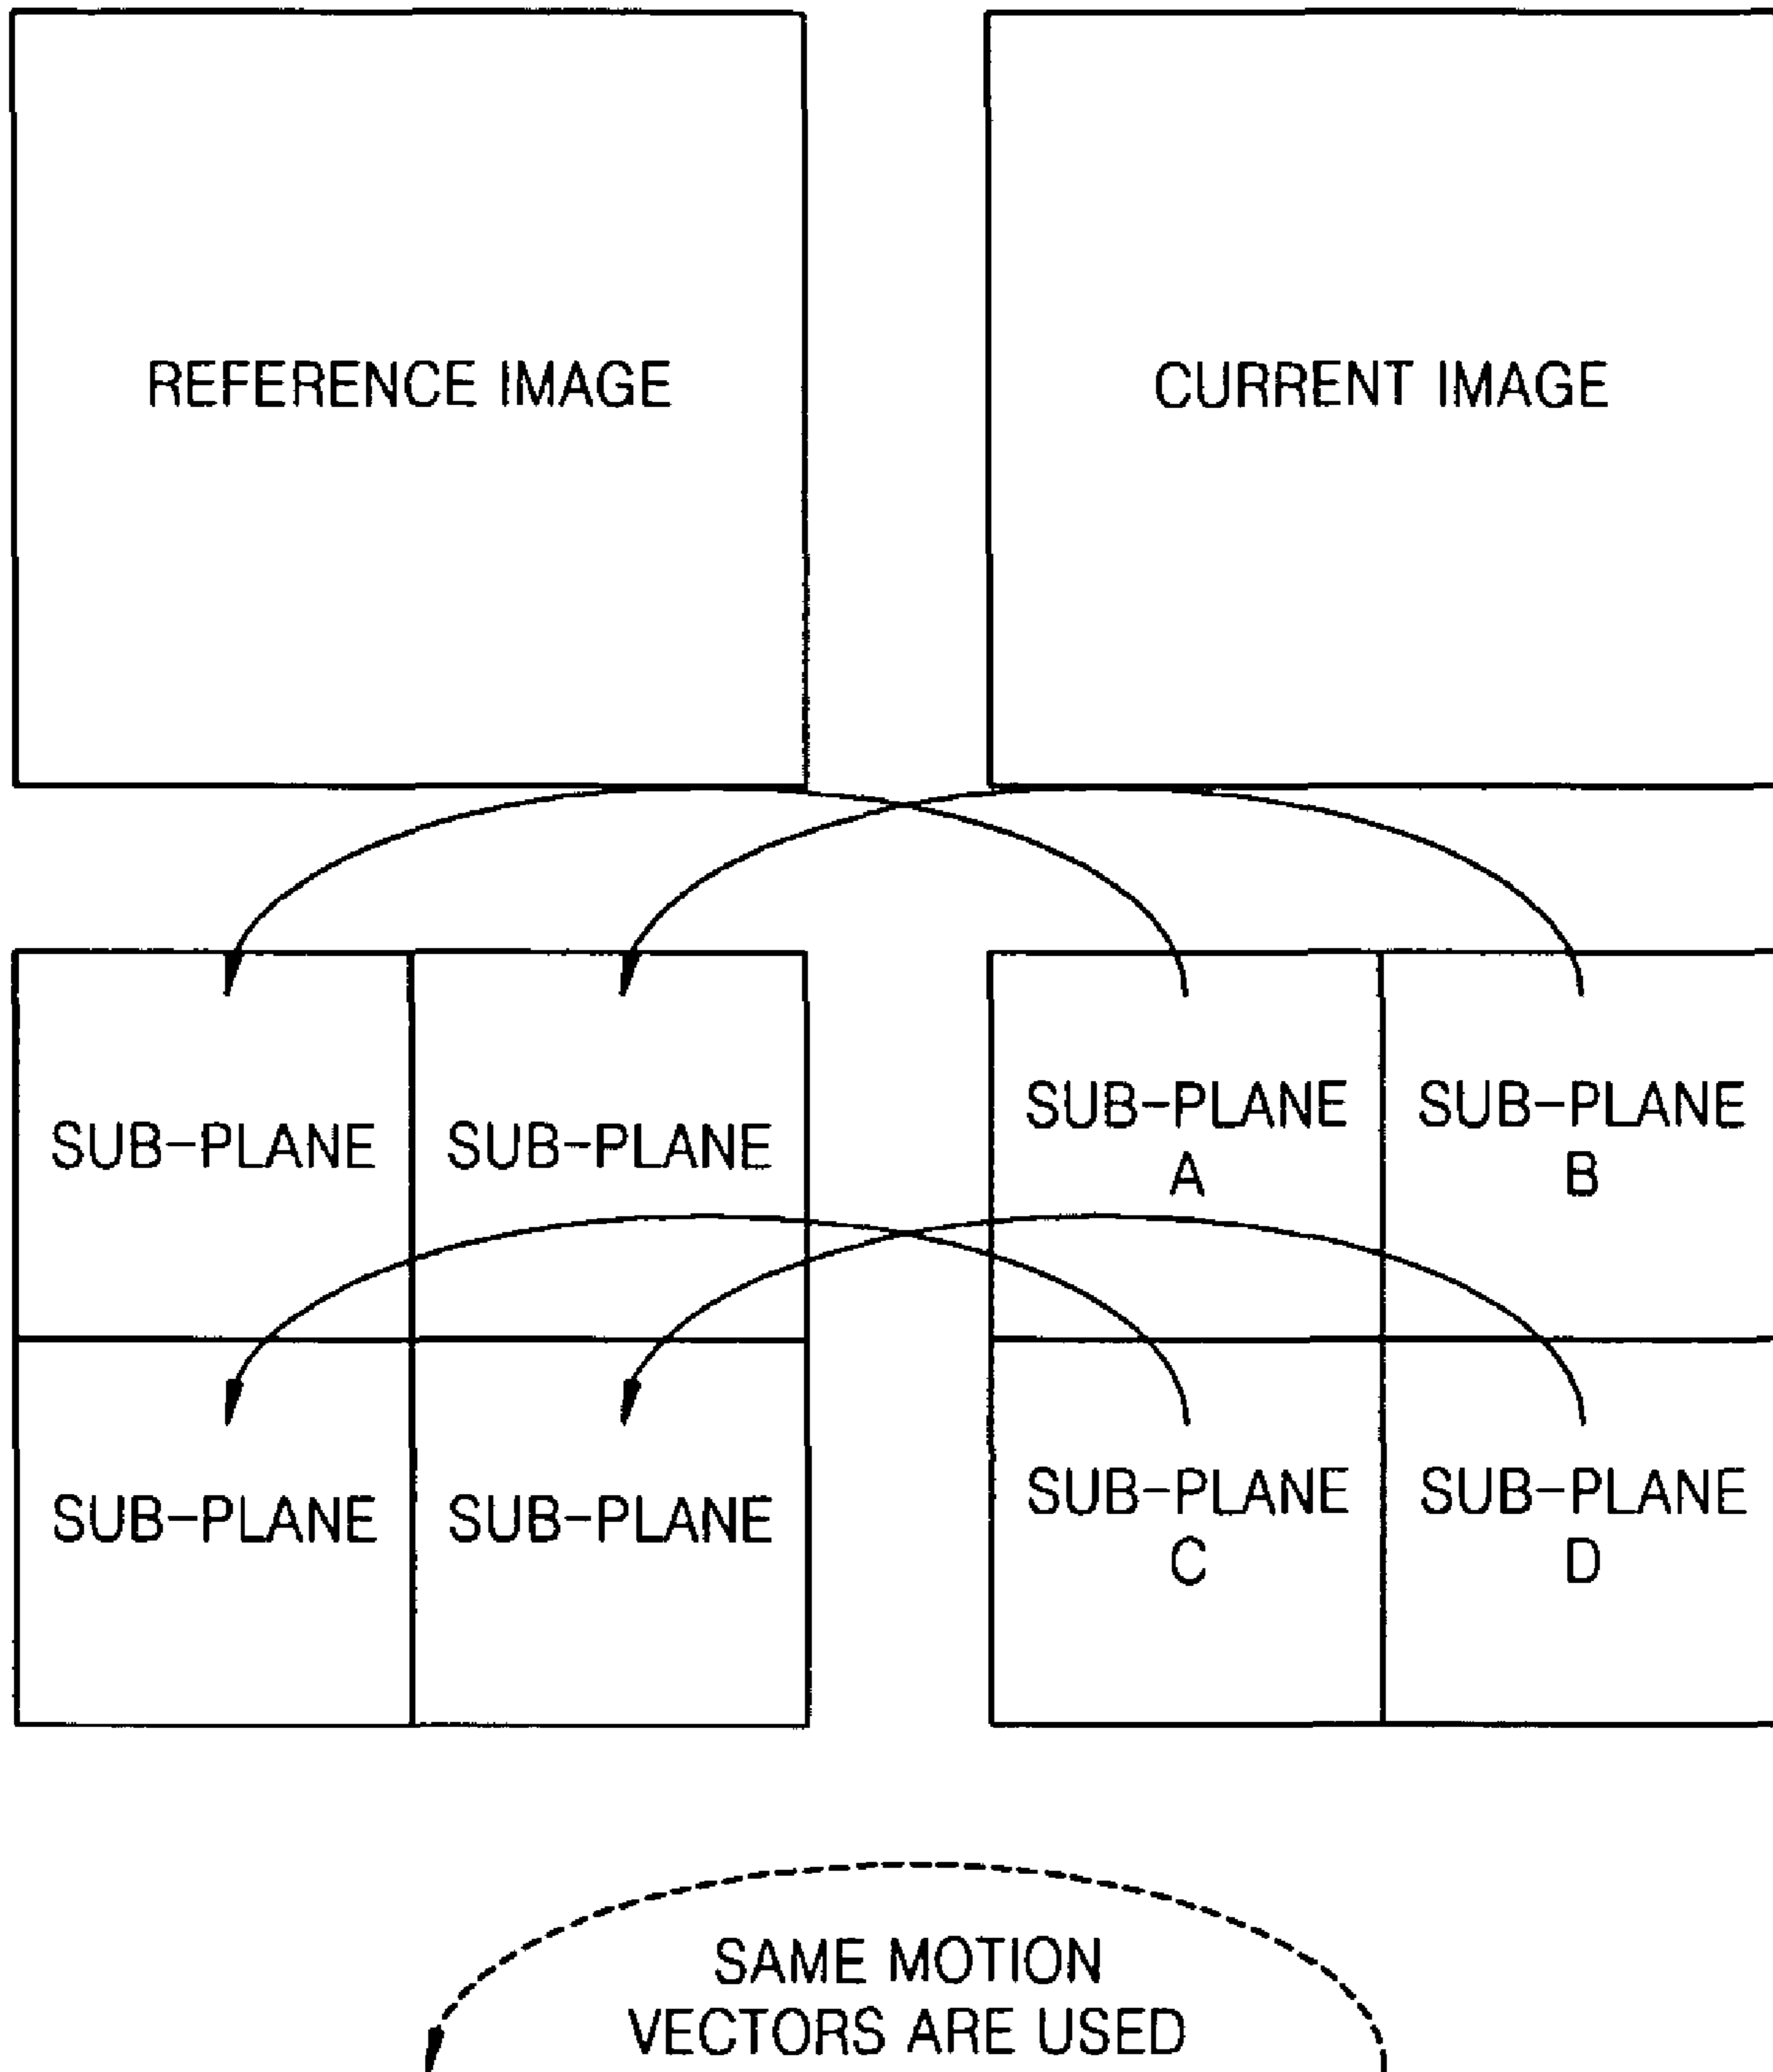 REFERENCE IMAGE
CURRENT IMAGE
SUB-PLANE
SUB-PLANE
SUB-PLANE
A
SUB-PLANE
B
SUB-PLANE
SUB-PLANE
SUB-PLANE
C
SUB-PLANE
D
SAME MOTION
VECTORS ARE USED